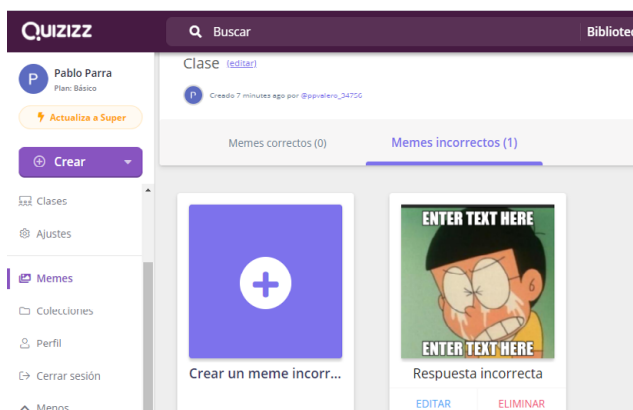 QUIZIZZ
Buscar
Bibliotec
P
Pablo Parra
Plan: Básico
Actualiza a Super
Crear
Clases
Ajustes
Memes
Colecciones
Perfil
Cerrar sesión
Menos
Clase (editar)
P
Creado 7 minutes ago por @ppvalero_34756
Memes correctos (0)
Memes incorrectos (1)
Crear un meme incorr...
ENTER TEXT HERE
ENTER TEXT HERE
Respuesta incorrecta
EDITAR
ELIMINAR